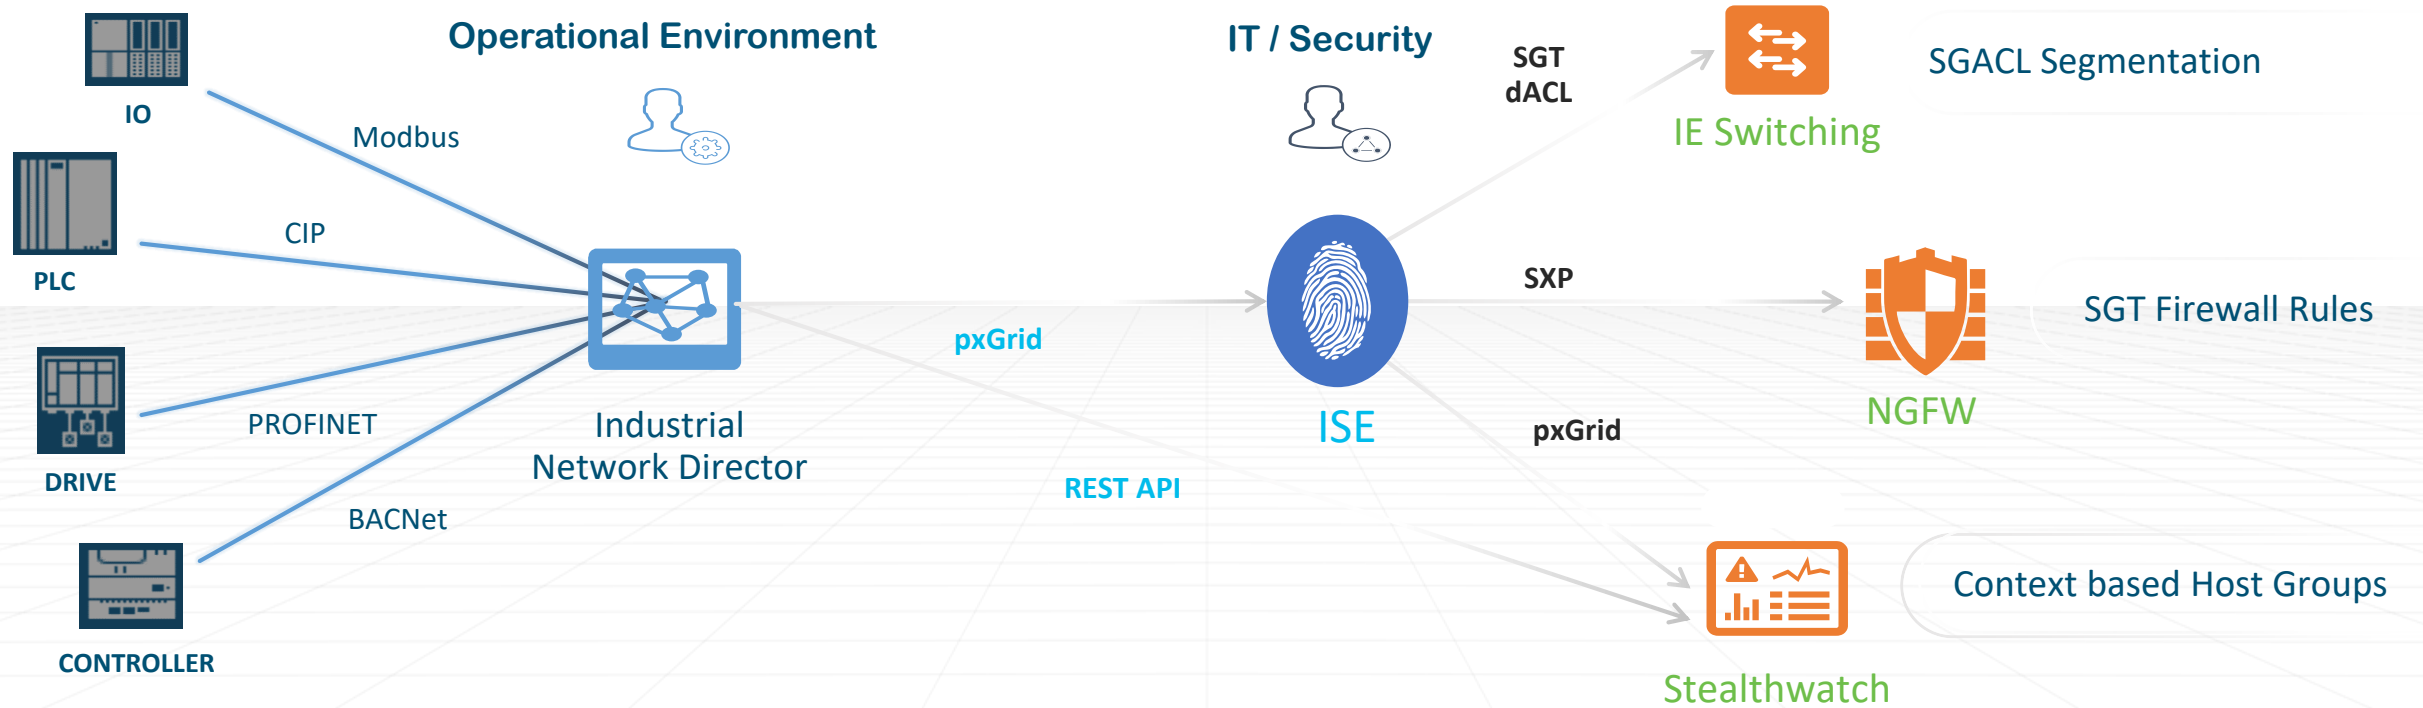 Operational Environment
IT / Security
SGT
dACL
SGACL Segmentation
IO
Modbus
IE Switching
CIP
PLC
SXP
SGT Firewall Rules
pxGrid
DRIVE
PROFINET
Industrial
Network Director
ISE
pxGrid
NGFW
REST API
BACNet
Context based Host Groups
CONTROLLER
Stealthwatch